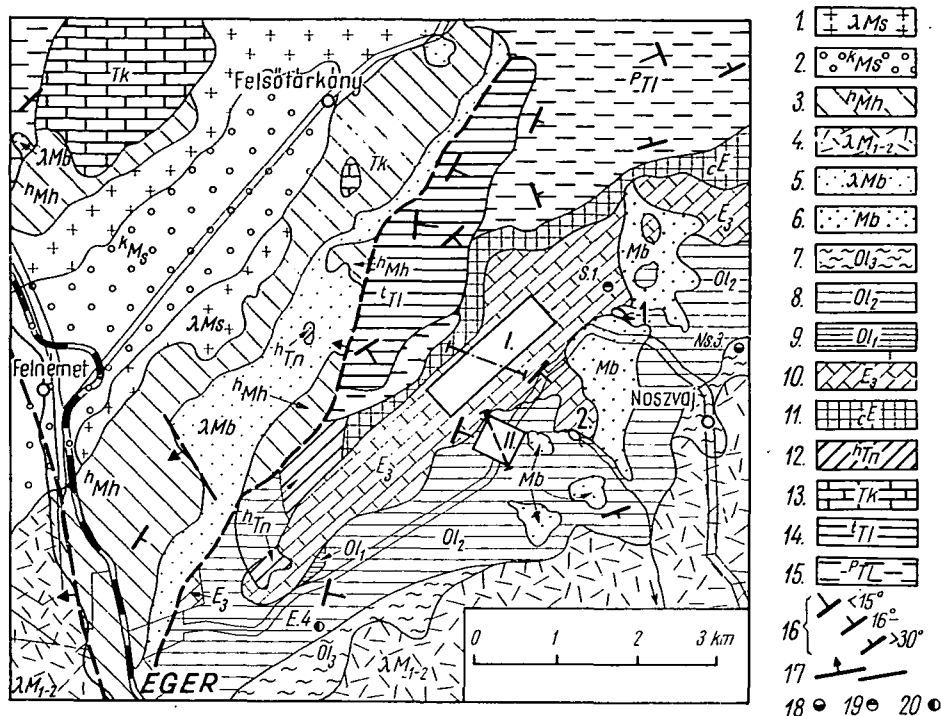 Tk
Felsőtárkány
PTl
λMb
hMh
Tk
cE
kMs
E3
Mb
hMh
S.1.
Ol2
λMs
tTl
1
I.
hTn
Ns3.
Felnémet
hMh
Mb
Noszvaj
λMb
2.
II.
hMh
E3
Mb
hTn
Ol1
Ol2
E3
E.4
0 1 2 3 km
Ol3
λM1-2
EGER
λM1-2
1. λMs
2. kMs
3. hMh
4. λM1-2
5. λMb
6. Mb
7. Ol3
8. Ol2
9. Ol1
10. E3
11. cE
12. hTn
13. Tk
14. tTl
15. PTL
16 { <15° 16° >30°
17
18 19 20